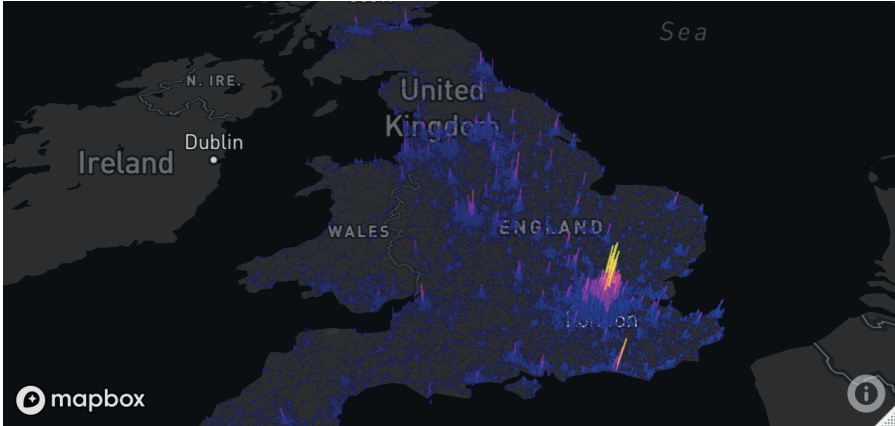 Sea
N. IRE.
United
Kingdom
Dublin
Ireland
WALES
ENGLAND
London
mapbox
i